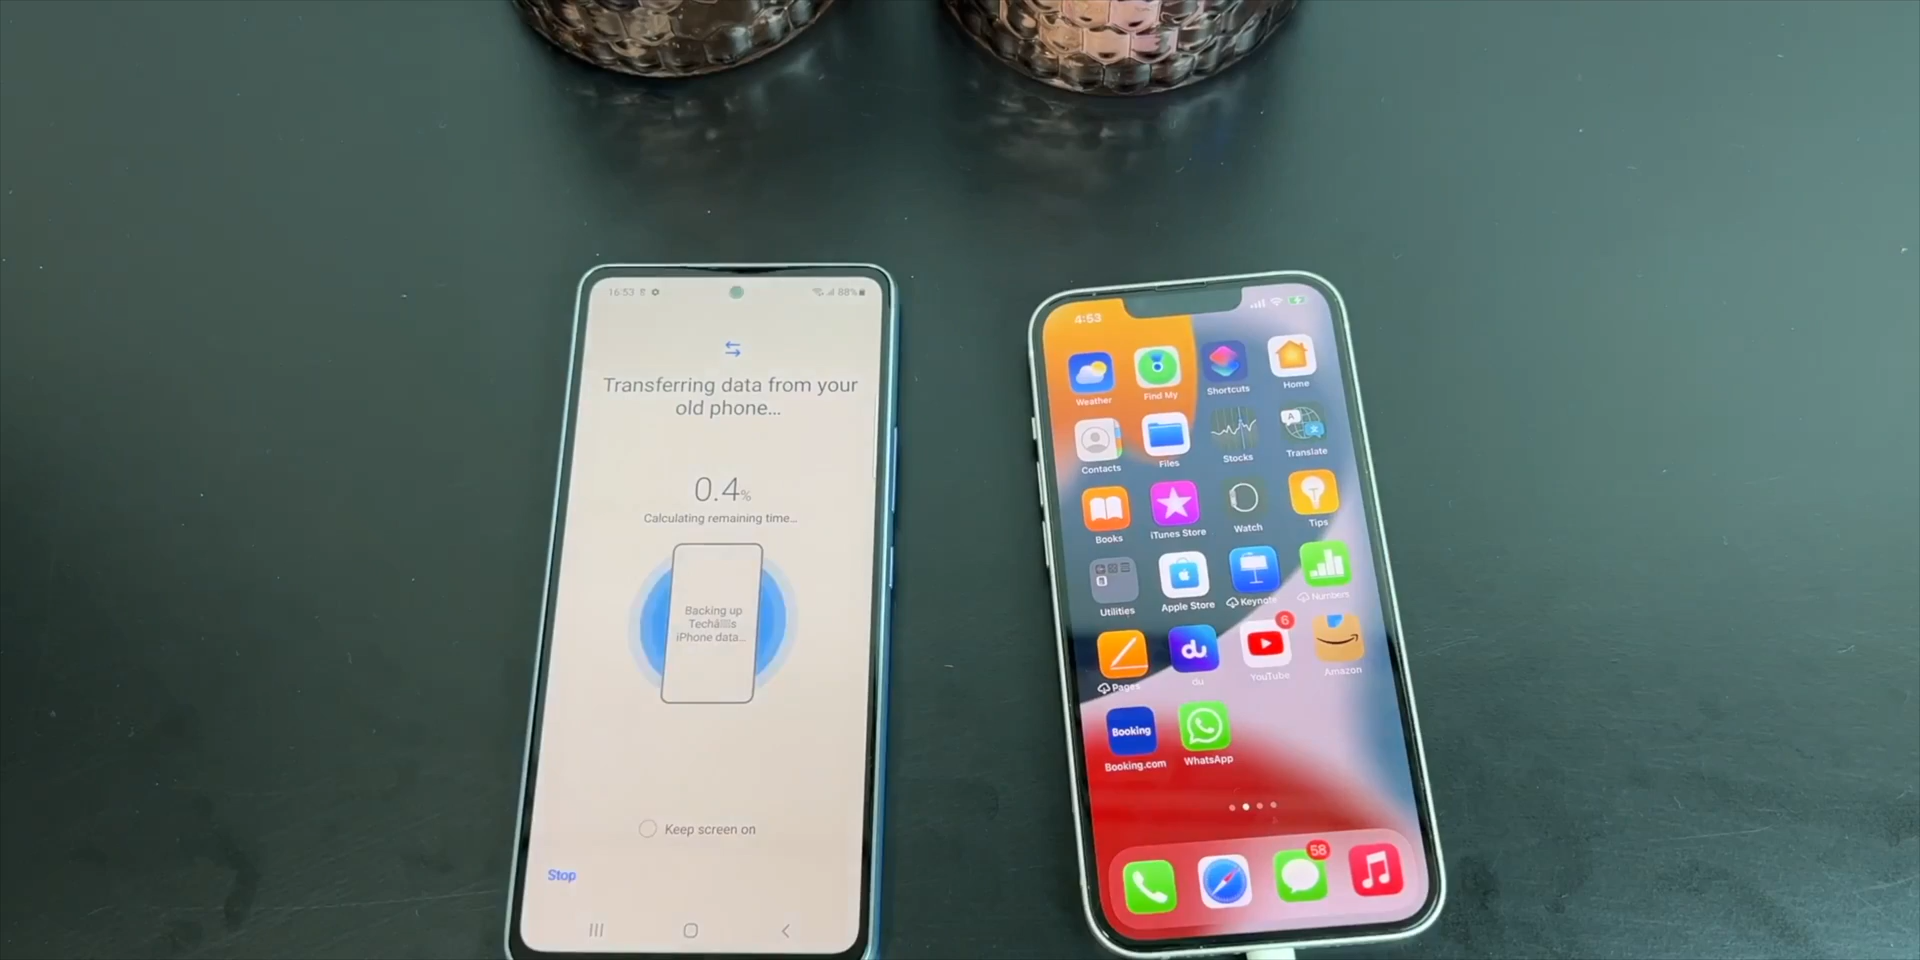 16:53
88%
Transferring data from your
old phone...
0.4%
Calculating remaining time...
Backing up
iPhone data...
Keep screen on
Stop
4:53
Weather
Find My
Shortcuts
Home
Contacts
Files
Stocks
Translate
Books
iTunes Store
Watch
Tips
Utilities
Apple Store
Keynote
Numbers
6
Pages
du
du
YouTube
Amazon
Booking
Booking.com
WhatsApp
58